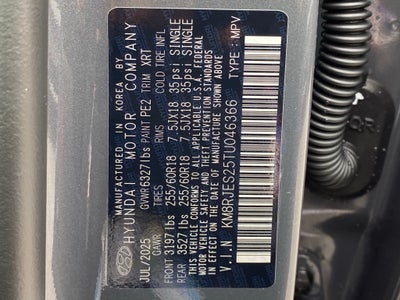 MANUFACTURED IN KOREA BY
HYUNDAI MOTOR COMPANY
JUL/2025 GVWR6327lbs PAINT PE2 TRIM XRT
GAWR TIRES RIMS COLD TIRE INFL
FRONT 3197lbs 255/60R18 7.5JX18 35psi SINGLE
REAR 3527lbs 255/60R18 7.5JX18 35psi SINGLE
THIS VEHICLE CONFORMS TO ALL APPLICABLE U.S.A. FEDERAL
MOTOR VEHICLE SAFETY, BUMPER, AND THEFT PREVENTION STANDARDS
IN EFFECT ON THE DATE OF MANUFACTURE SHOWN ABOVE
V.I.N KM8RJES25TU046366 TYPE: MPV